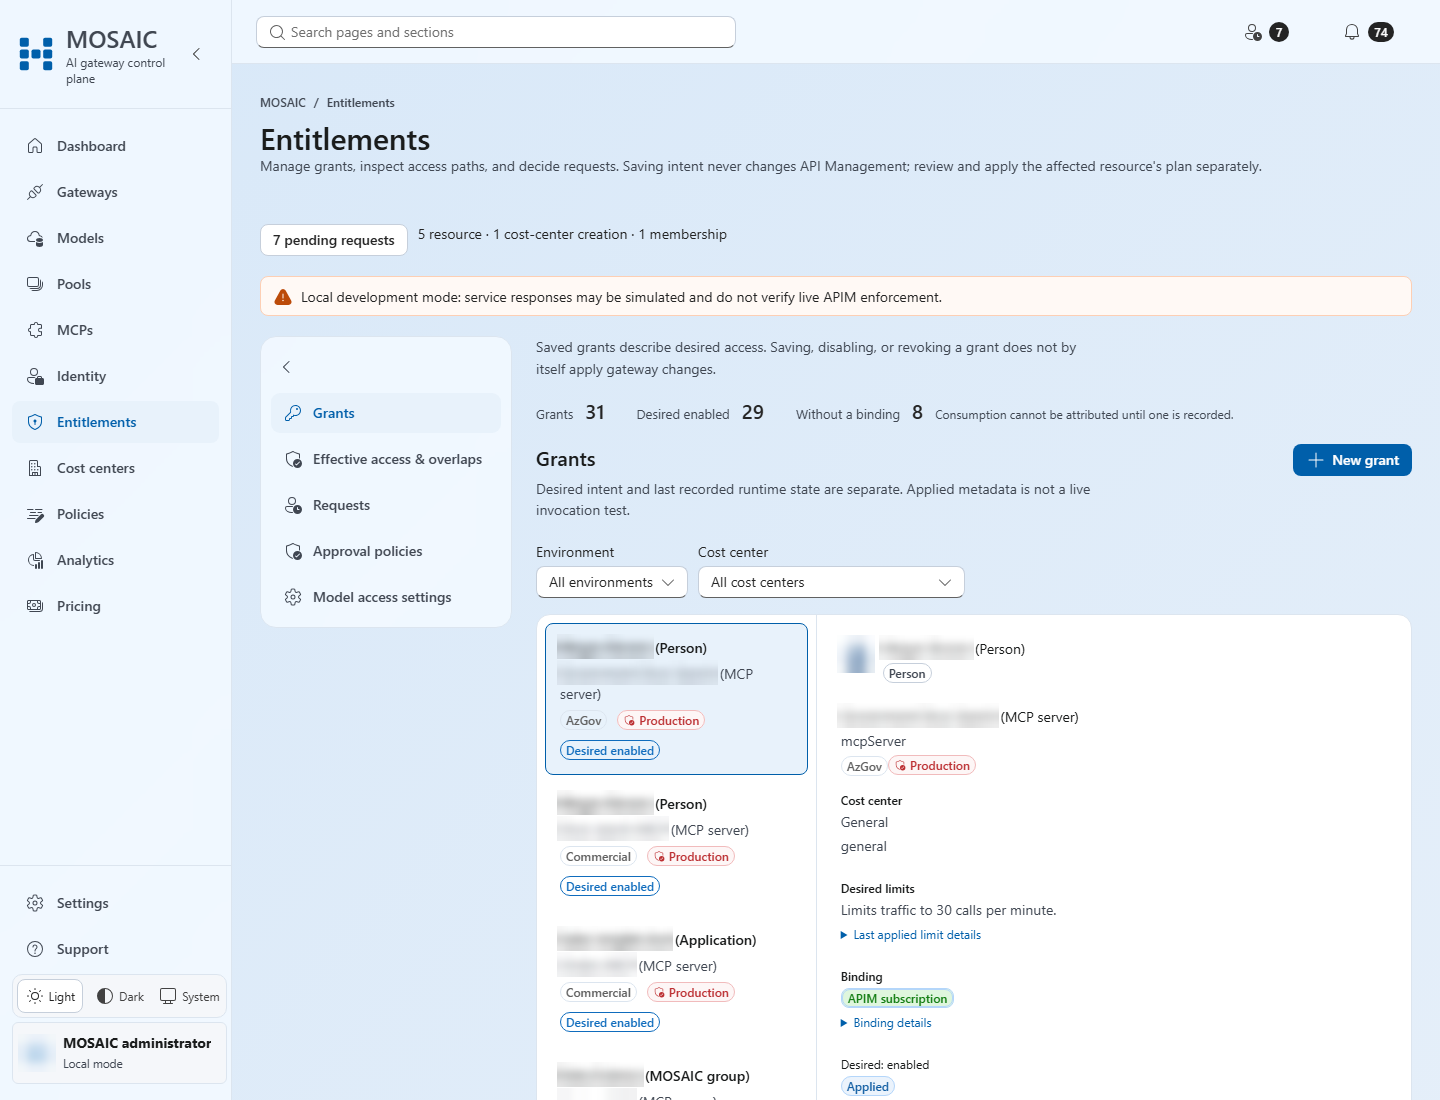 MOSAIC
AI gateway control
plane
Search pages and sections
7
74
Dashboard
Gateways
Models
Pools
MCPs
Identity
Entitlements
Cost centers
Policies
Analytics
Pricing
Settings
Support
Light
Dark
System
MOSAIC administrator
Local mode
MOSAIC / Entitlements
Entitlements
Manage grants, inspect access paths, and decide requests. Saving intent never changes API Management; review and apply the affected resource's plan separately.
7 pending requests
5 resource · 1 cost-center creation · 1 membership
Local development mode: service responses may be simulated and do not verify live APIM enforcement.
Grants
Effective access & overlaps
Requests
Approval policies
Model access settings
Saved grants describe desired access. Saving, disabling, or revoking a grant does not by
itself apply gateway changes.
Grants 31 Desired enabled 29 Without a binding 8 Consumption cannot be attributed until one is recorded.
Grants
New grant
Desired intent and last recorded runtime state are separate. Applied metadata is not a live
invocation test.
Environment
All environments
Cost center
All cost centers
(Person)
(MCP
server)
AzGov Production
Desired enabled
(Person)
(MCP server)
Commercial Production
Desired enabled
(Application)
(MCP server)
Commercial Production
Desired enabled
(MOSAIC group)
(MCP server)
(Person)
Person
(MCP server)
mcpServer
AzGov Production
Cost center
General
general
Desired limits
Limits traffic to 30 calls per minute.
Last applied limit details
Binding
APIM subscription
Binding details
Desired: enabled
Applied